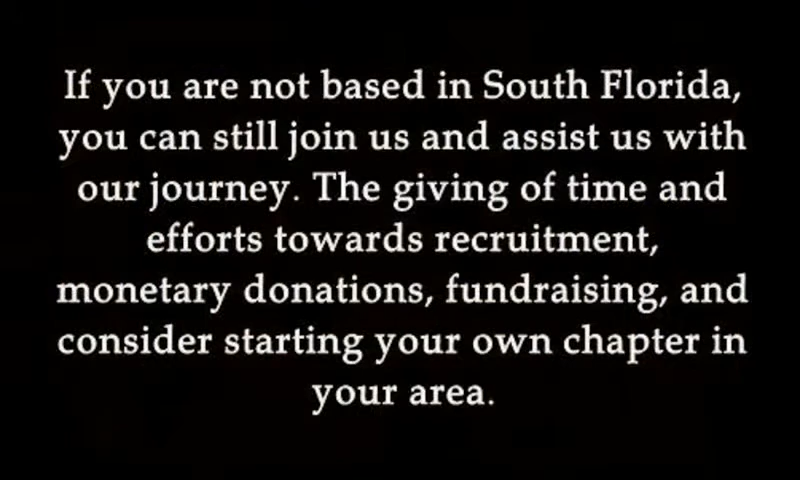 If you are not based in South Florida,
you can still join us and assist us with
our journey. The giving of time and
efforts towards recruitment,
monetary donations, fundraising, and
consider starting your own chapter in
your area.